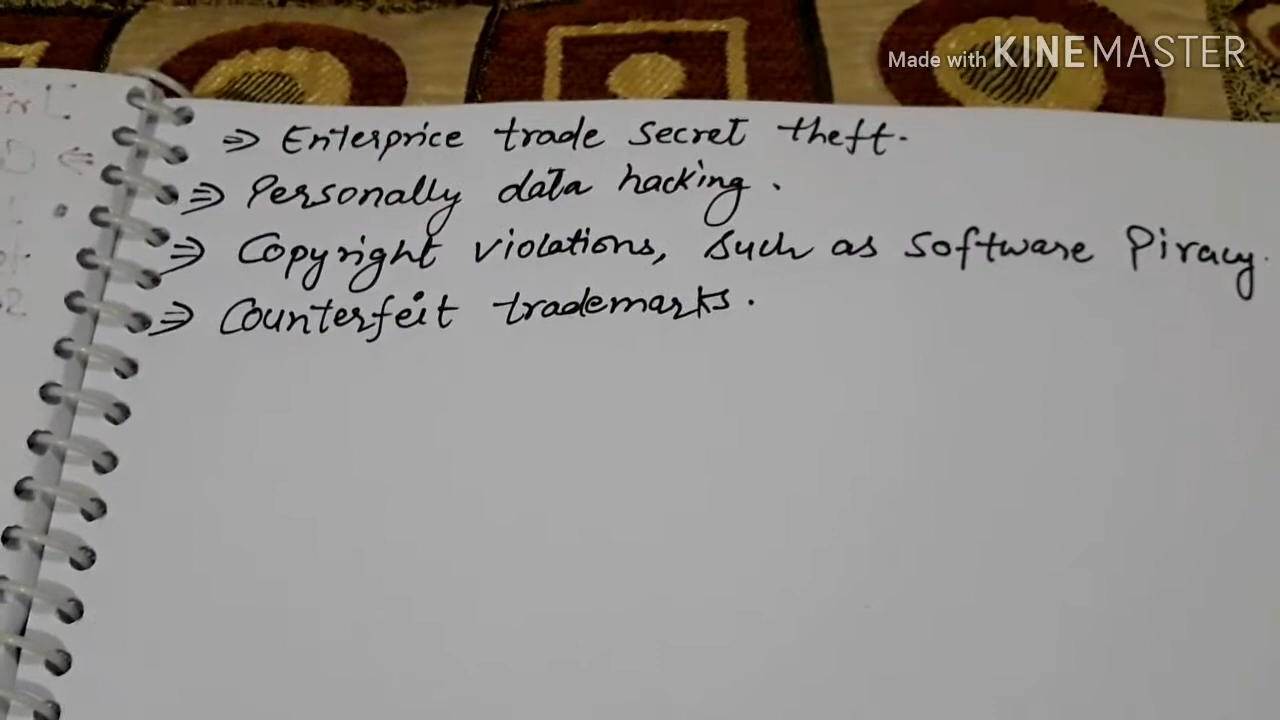 Made with KINEMASTER
⇒ Enterprice trade secret theft.
⇒ Personally data hacking.
⇒ Copyright violations, such as software Piracy.
⇒ Counterfeit trademarks.